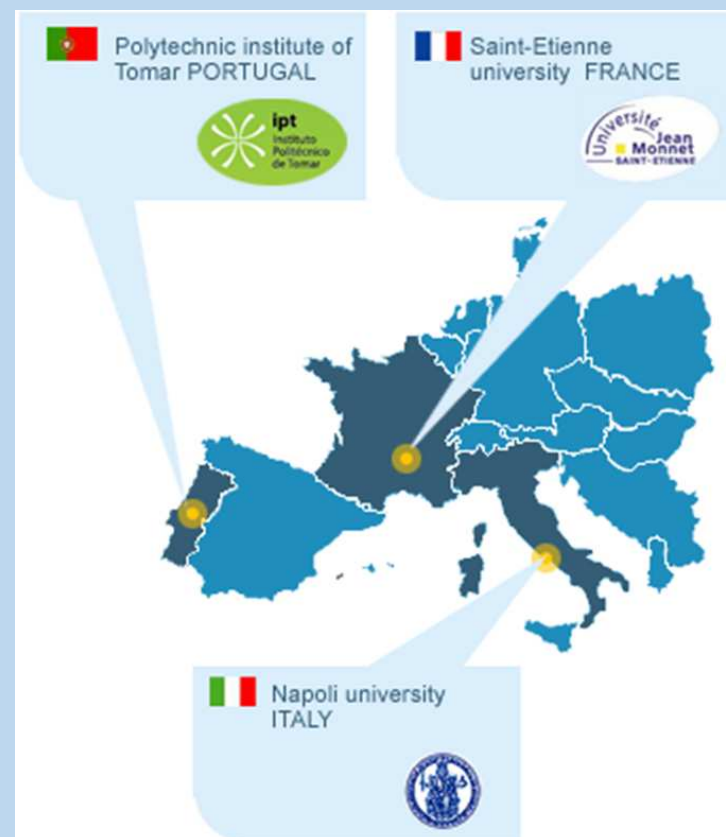 Polytechnic institute of
Tomar PORTUGAL
ipt
Instituto
Politécnico
de Tomar
Saint-Etienne
university FRANCE
Université
Jean
Monnet
SAINT-ETIENNE
Napoli university
ITALY